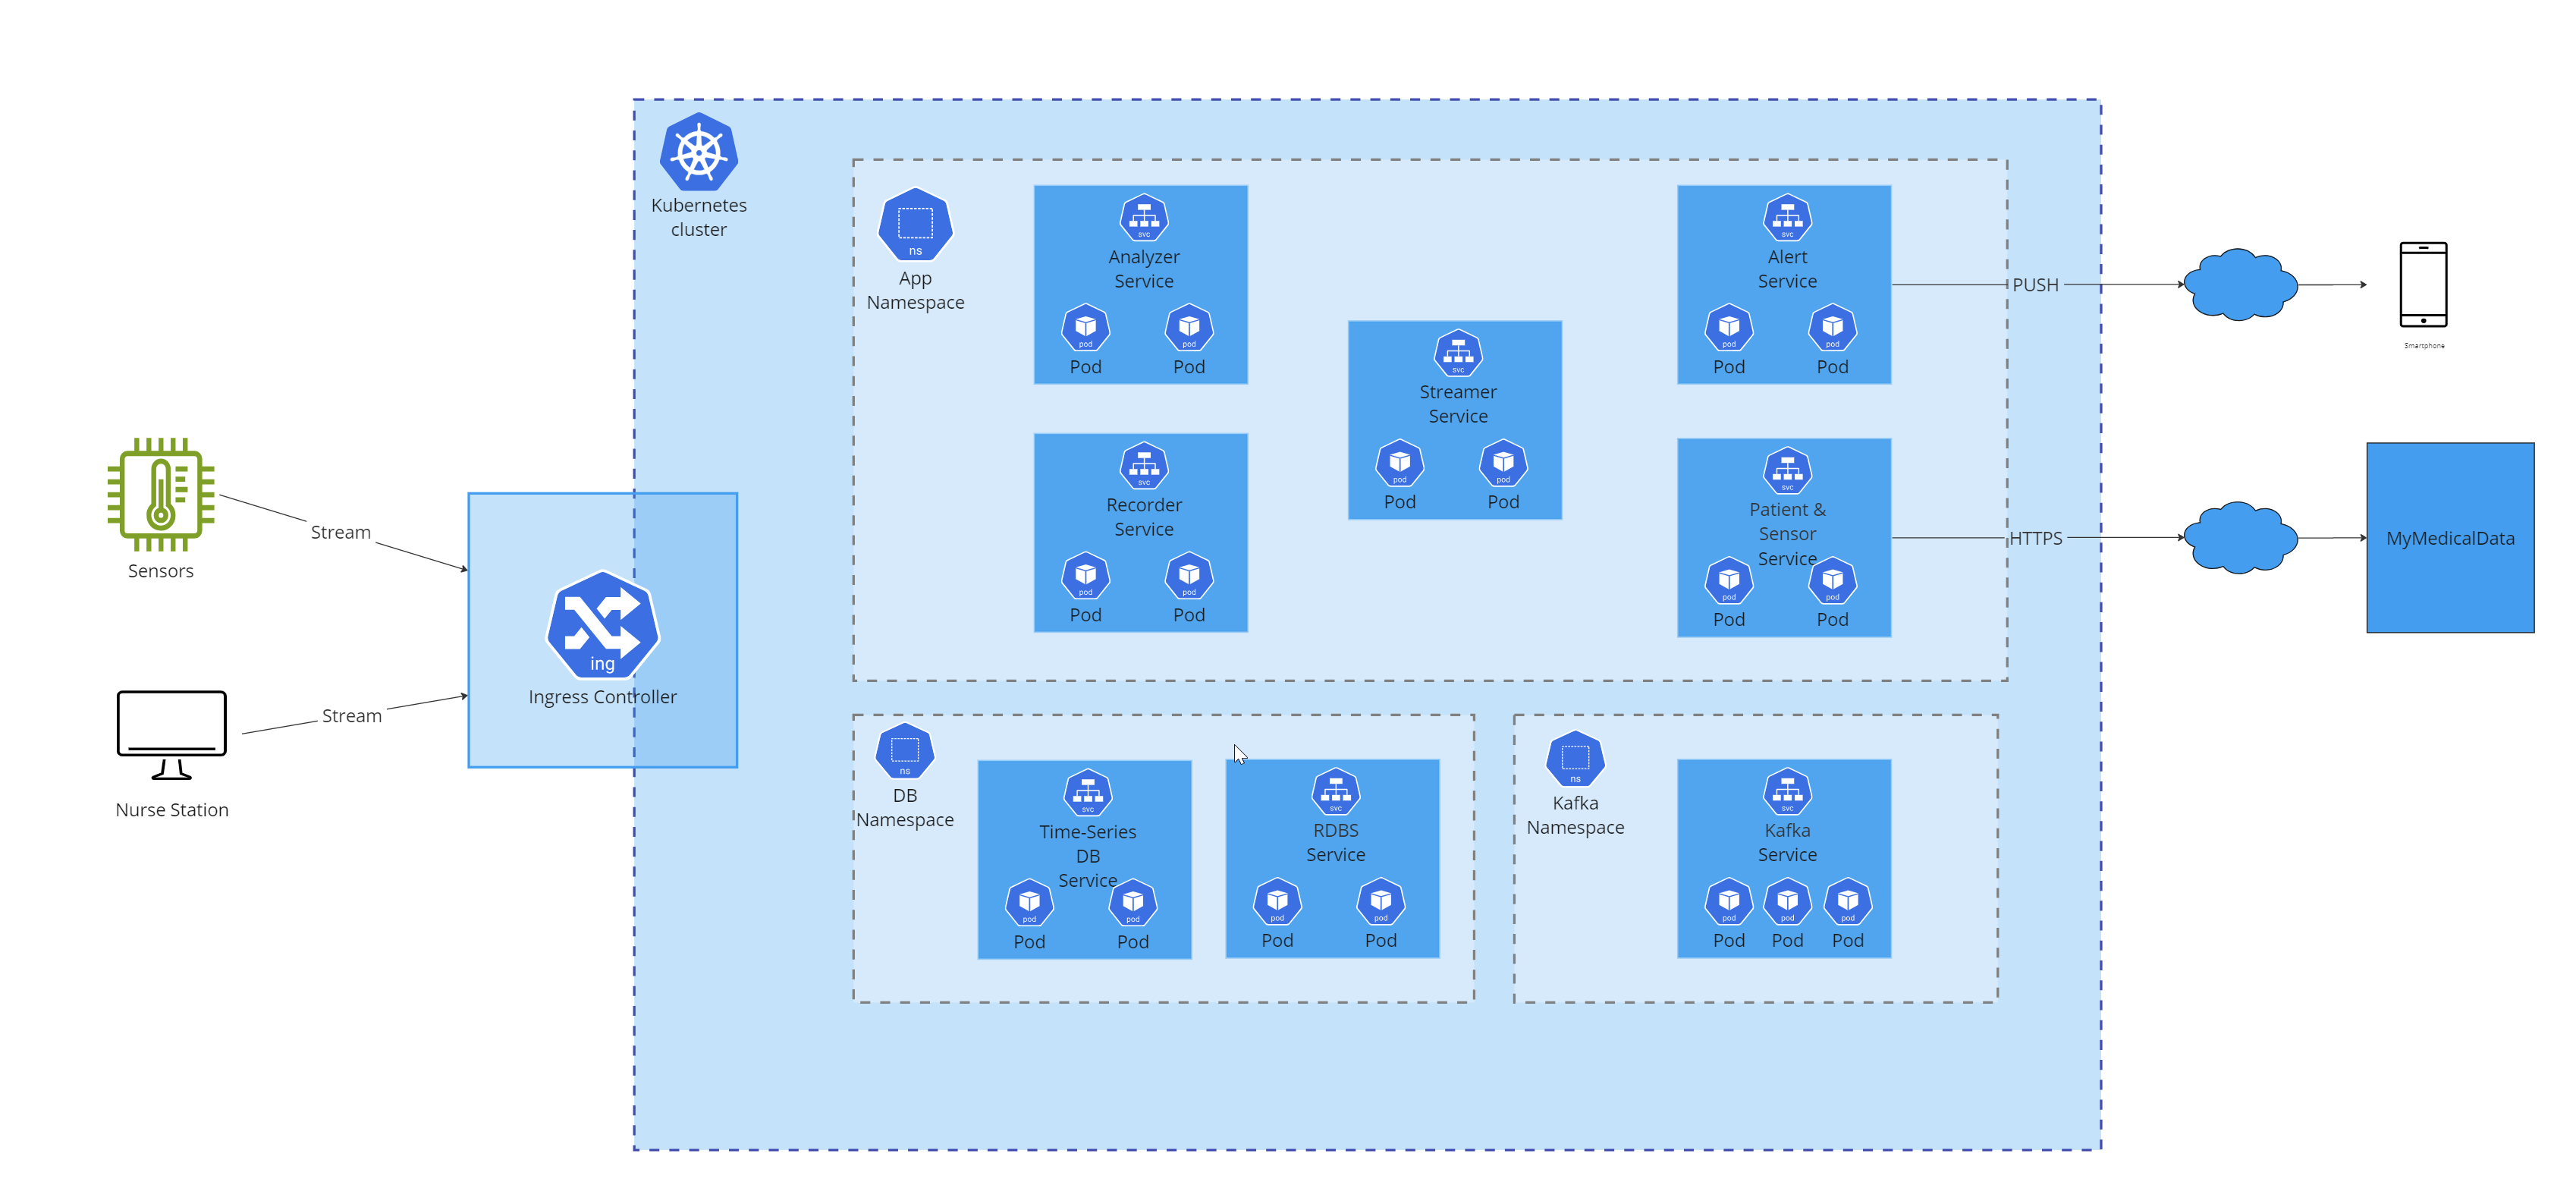 Kubernetes
cluster
ns
App
Namespace
svc
Analyzer
Service
pod
pod
Pod
Pod
svc
Alert
Service
pod
pod
Pod
Pod
PUSH
Smartphone
svc
Streamer
Service
pod
pod
Pod
Pod
svc
Recorder
Service
pod
pod
Pod
Pod
svc
Patient &
Sensor
Service
pod
pod
Pod
Pod
HTTPS
MyMedicalData
Sensors
Stream
ing
Ingress Controller
Stream
Nurse Station
ns
DB
Namespace
svc
Time-Series
DB
Service
pod
pod
Pod
Pod
svc
RDBS
Service
pod
pod
Pod
Pod
ns
Kafka
Namespace
svc
Kafka
Service
pod
pod
pod
Pod
Pod
Pod